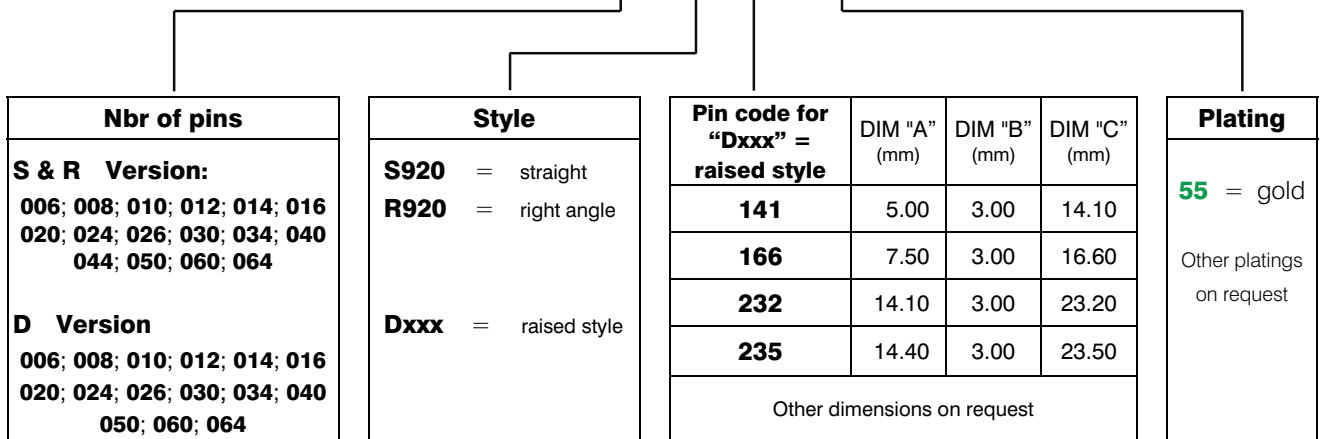 Nbr of pins
S & R Version:
006; 008; 010; 012; 014; 016
020; 024; 026; 030; 034; 040
044; 050; 060; 064
D Version
006; 008; 010; 012; 014; 016
020; 024; 026; 030; 034; 040
050; 060; 064
Style
S920 = straight
R920 = right angle
Dxxx = raised style
Pin code for
“Dxxx” =
raised style
DIM "A”
(mm)
DIM "B”
(mm)
DIM "C”
(mm)
141 5.00 3.00 14.10
166 7.50 3.00 16.60
232 14.10 3.00 23.20
235 14.40 3.00 23.50
Other dimensions on request
Plating
55 = gold
Other platings
on request